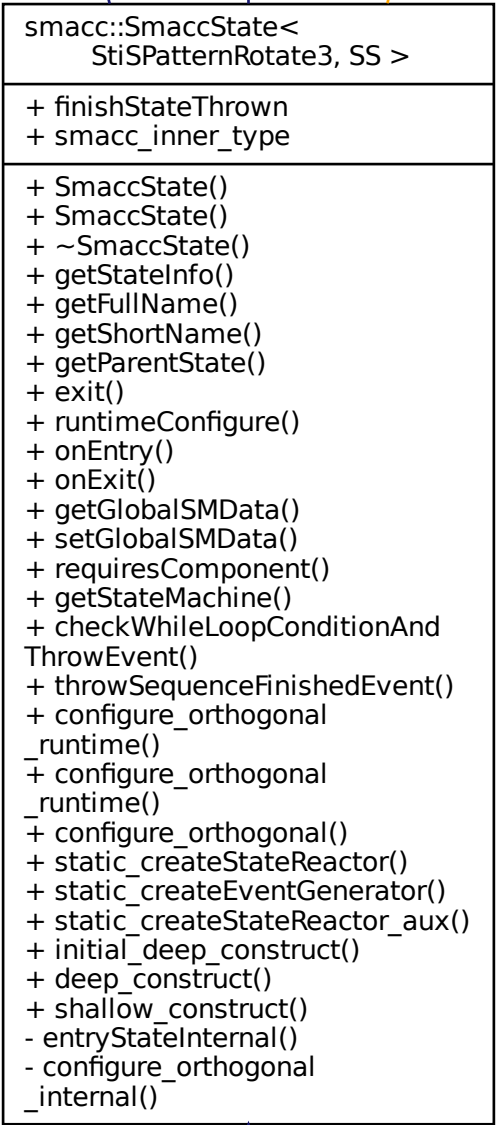 smacc::SmaccState<
StiSPatternRotate3, SS >
+ finishStateThrown
+ smacc_inner_type
+ SmaccState()
+ SmaccState()
+ ~SmaccState()
+ getStateInfo()
+ getFullName()
+ getShortName()
+ getParentState()
+ exit()
+ runtimeConfigure()
+ onEntry()
+ onExit()
+ getGlobalSMData()
+ setGlobalSMData()
+ requiresComponent()
+ getStateMachine()
+ checkWhileLoopConditionAnd
ThrowEvent()
+ throwSequenceFinishedEvent()
+ configure_orthogonal
_runtime()
+ configure_orthogonal
_runtime()
+ configure_orthogonal()
+ static_createStateReactor()
+ static_createEventGenerator()
+ static_createStateReactor_aux()
+ initial_deep_construct()
+ deep_construct()
+ shallow_construct()
- entryStateInternal()
- configure_orthogonal
_internal()